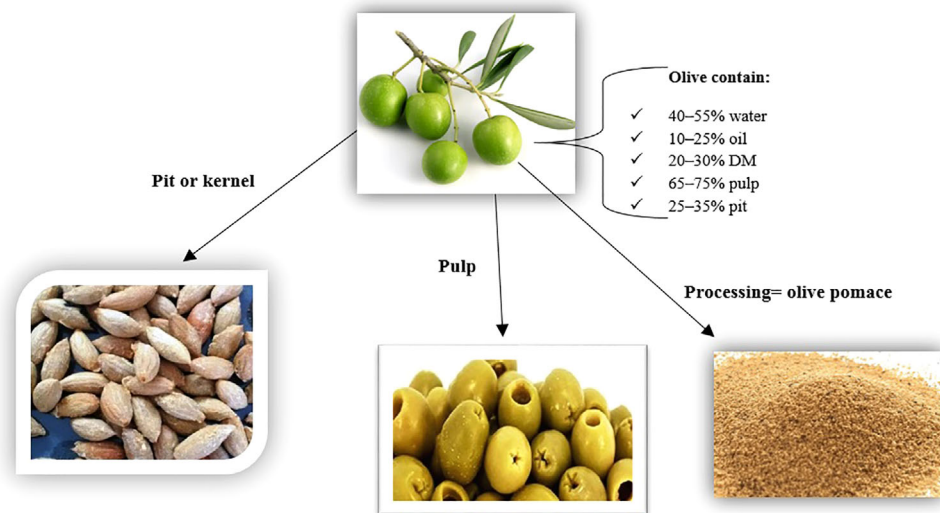 Olive contain:
✓ 40–55% water
✓ 10–25% oil
✓ 20–30% DM
✓ 65–75% pulp
✓ 25–35% pit
Pit or kernel
Pulp
Processing= olive pomace